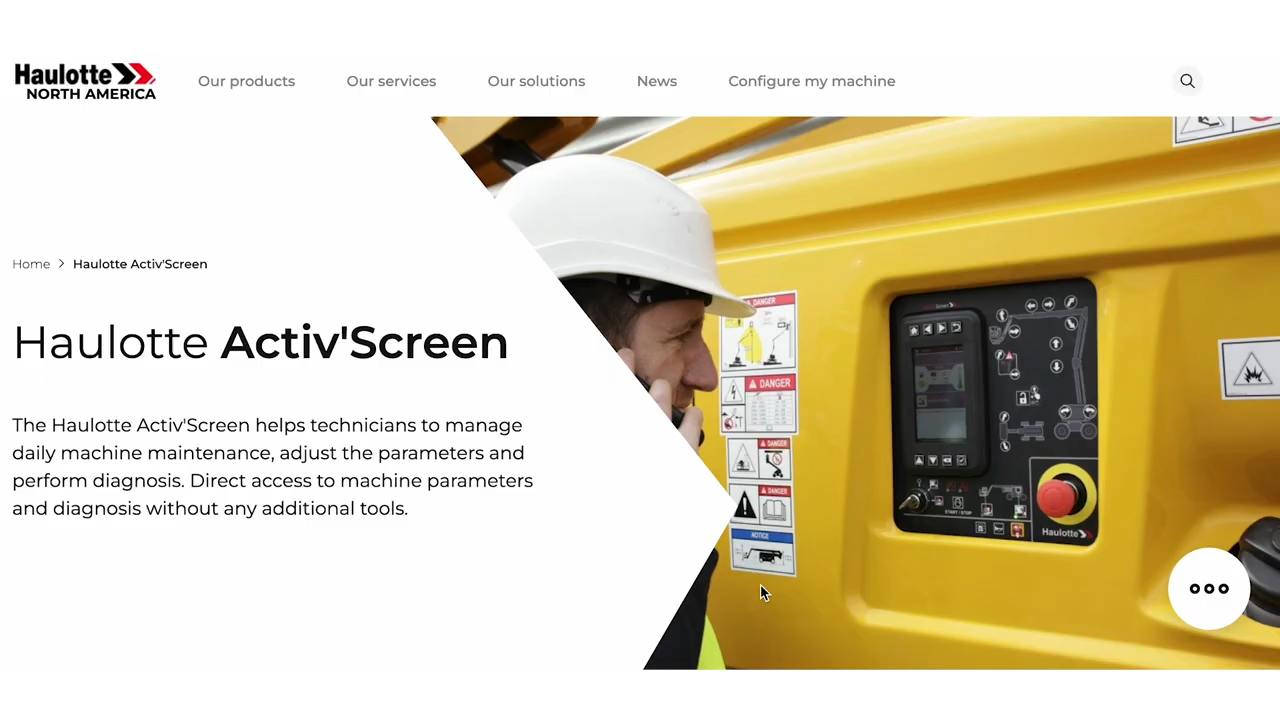 Haulotte
NORTH AMERICA
Our products
Our services
Our solutions
News
Configure my machine
Home
Haulotte Activ'Screen
Haulotte Activ'Screen
The Haulotte Activ'Screen helps technicians to manage
daily machine maintenance, adjust the parameters and
perform diagnosis. Direct access to machine parameters
and diagnosis without any additional tools.
DANGER
DANGER
DANGER
DANGER
NOTICE
START / STOP
Haulotte